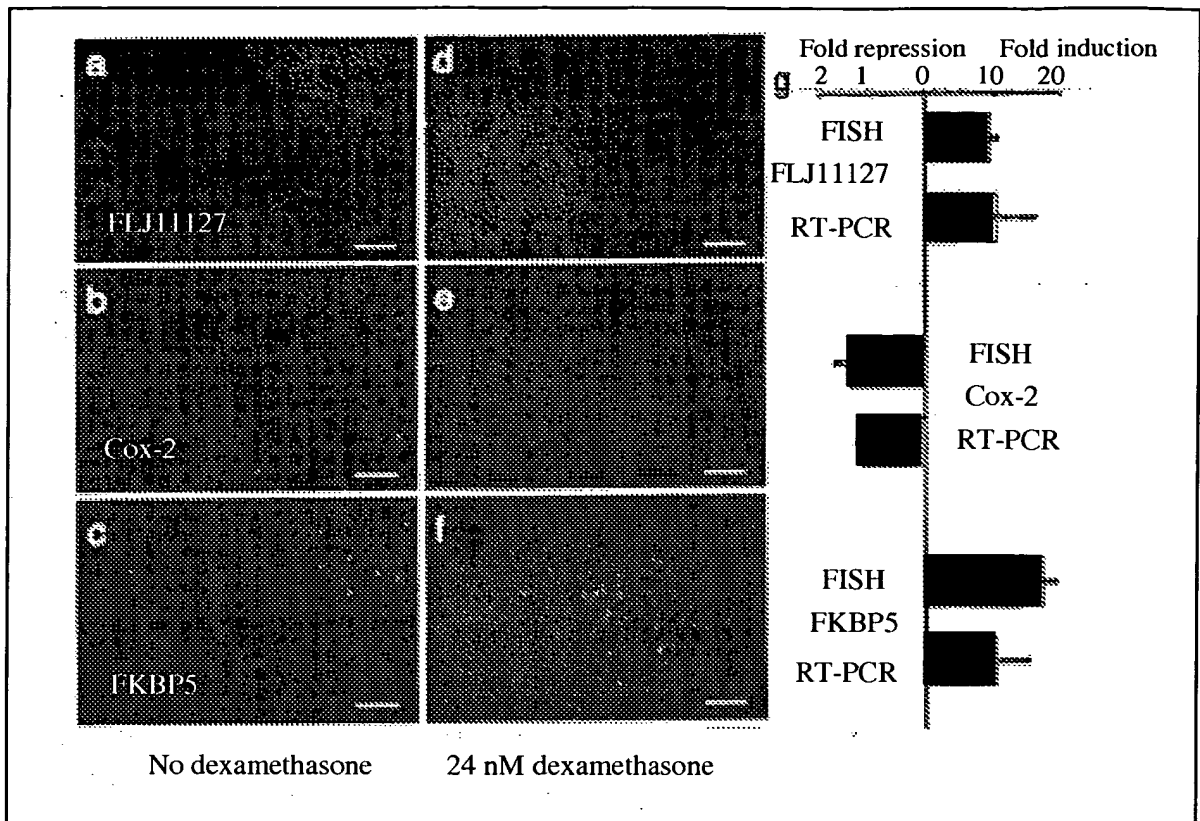 a
d
Fold repression Fold induction
g 2 1 0 10 20
FISH
FLJ11127
RT-PCR
FLJ11127
b
e
FISH
Cox-2
RT-PCR
Cox-2
c
f
FISH
FKBP5
RT-PCR
FKBP5
No dexamethasone 24 nM dexamethasone